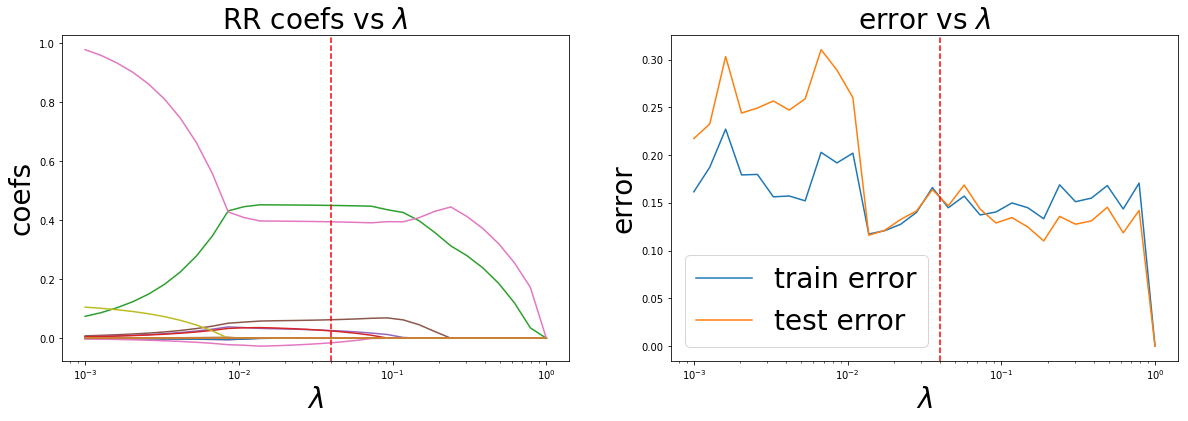 RR coefs vs λ
coefs
1.0
0.8
0.6
0.4
0.2
0.0
10⁻³
10⁻²
10⁻¹
10⁰
λ
error vs λ
error
0.30
0.25
0.20
0.15
0.10
0.05
0.00
train error
test error
10⁻³
10⁻²
10⁻¹
10⁰
λ